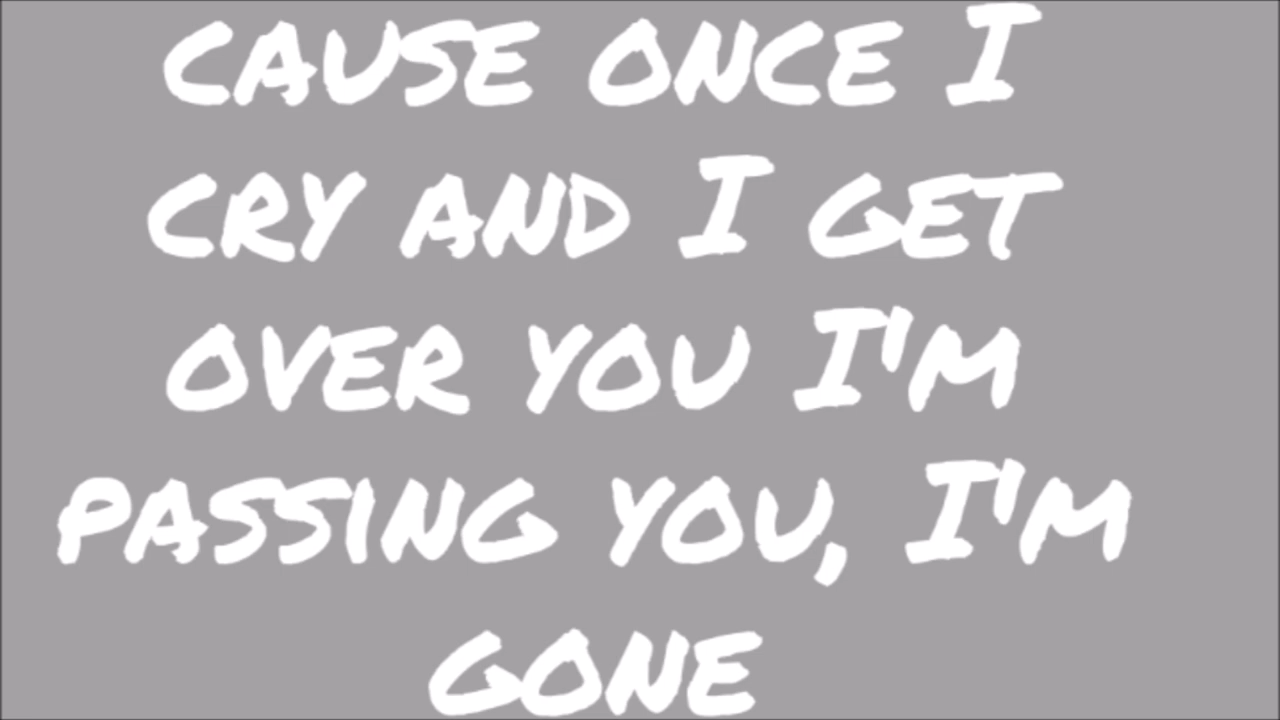 CAUSE ONCE I
CRY AND I GET
OVER YOU I'M
PASSING YOU, I'M
GONE